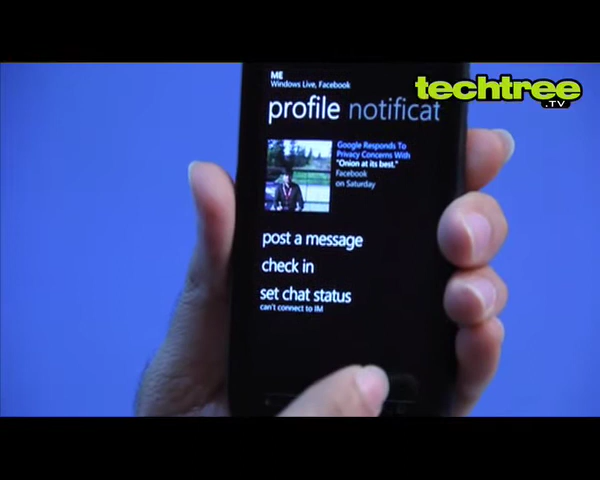 techtree
.TV
ME
Windows Live, Facebook
profile notificat
Google Responds To
Privacy Concerns With
"Onion at its best."
Facebook
on Saturday
post a message
check in
set chat status
can't connect to IM